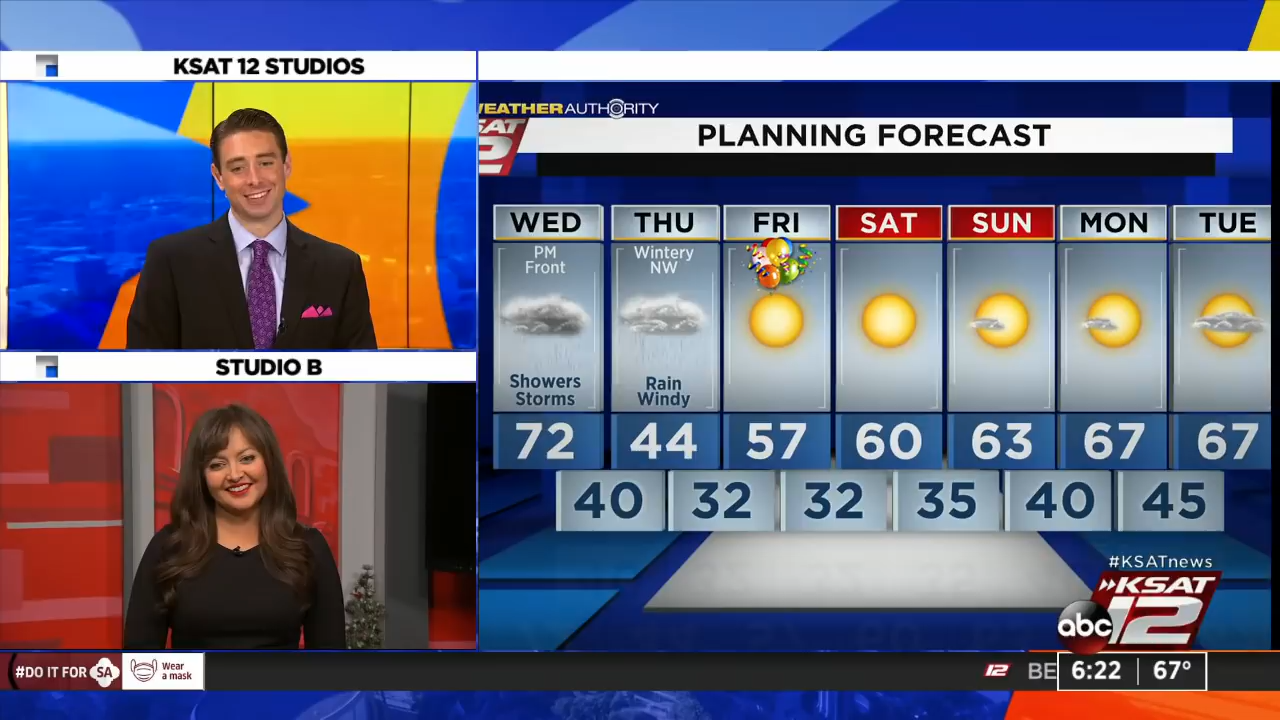 KSAT 12 STUDIOS
WEATHER AUTHORITY
KSAT
12
PLANNING FORECAST
WED THU FRI SAT SUN MON TUE
PM
Front
Wintery
NW
Showers
Storms
Rain
Windy
72 44 57 60 63 67 67
40 32 32 35 40 45
STUDIO B
#KSATnews
KSAT
abc 12
#DO IT FOR SA
Wear
a mask
12 BE 6:22 67°